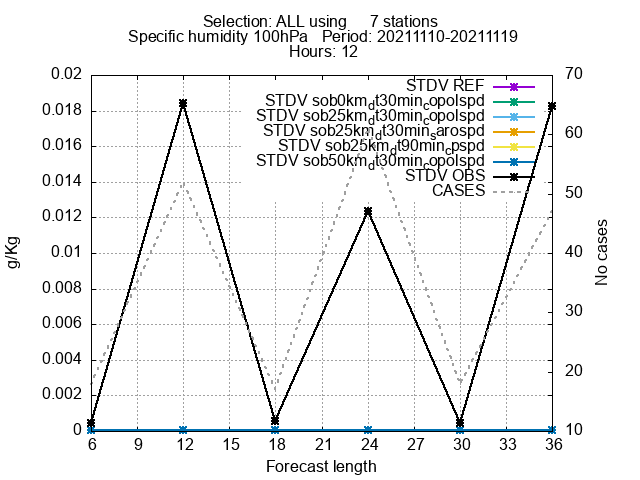 Selection: ALL using 7 stations
Specific humidity 100hPa Period: 20211110-20211119
Hours: 12
0.02
0.018
0.016
0.014
0.012
0.01
0.008
0.006
0.004
0.002
0
g/Kg
STDV REF
STDV sob0km_dt30min_copolspd
STDV sob25km_dt30min_copolspd
STDV sob25km_dt30min_sarospd
STDV sob25km_dt90min_cpspd
STDV sob50km_dt30min_copolspd
STDV OBS
CASES
70
60
50
40
30
20
10
No cases
6 9 12 15 18 21 24 27 30 33 36
Forecast length